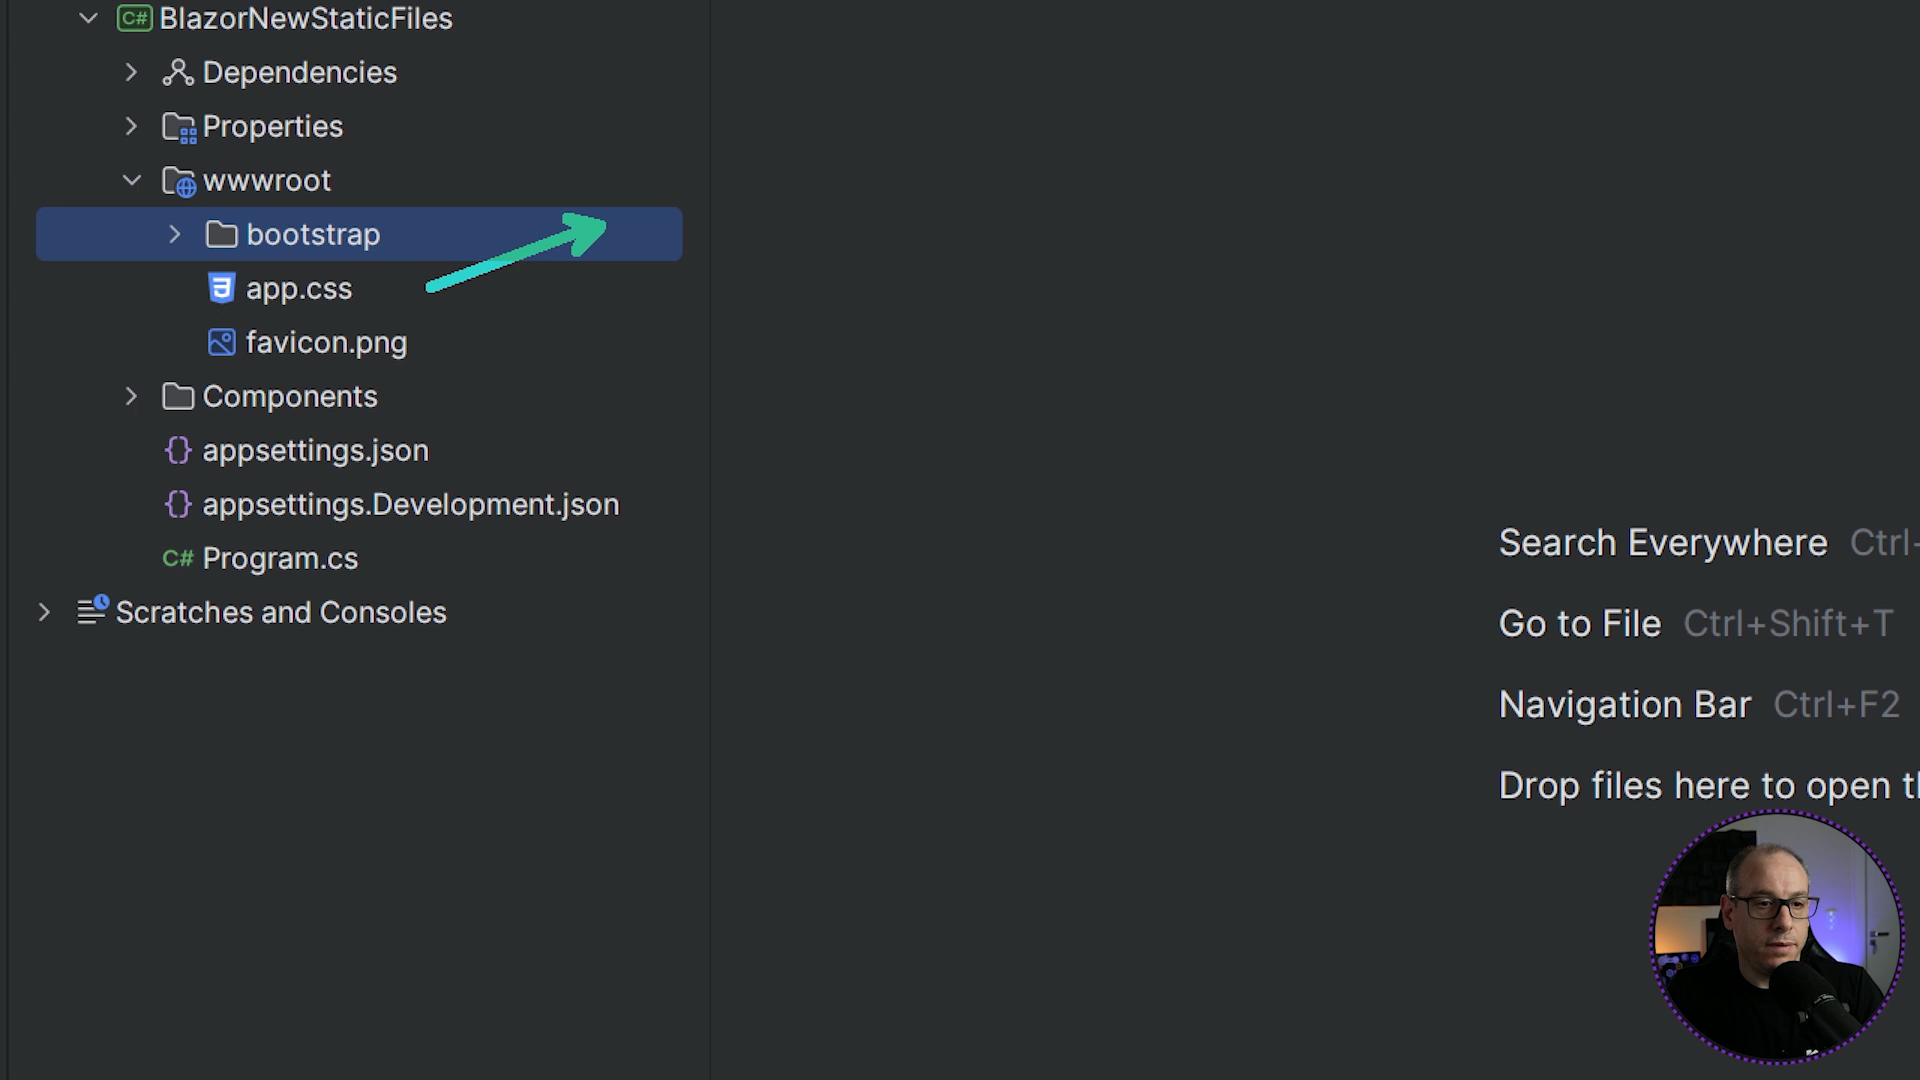 C# BlazorNewStaticFiles
Dependencies
Properties
wwwroot
bootstrap
app.css
favicon.png
Components
{} appsettings.json
{} appsettings.Development.json
C# Program.cs
Scratches and Consoles
Search Everywhere Ctrl+
Go to File Ctrl+Shift+T
Navigation Bar Ctrl+F2
Drop files here to open